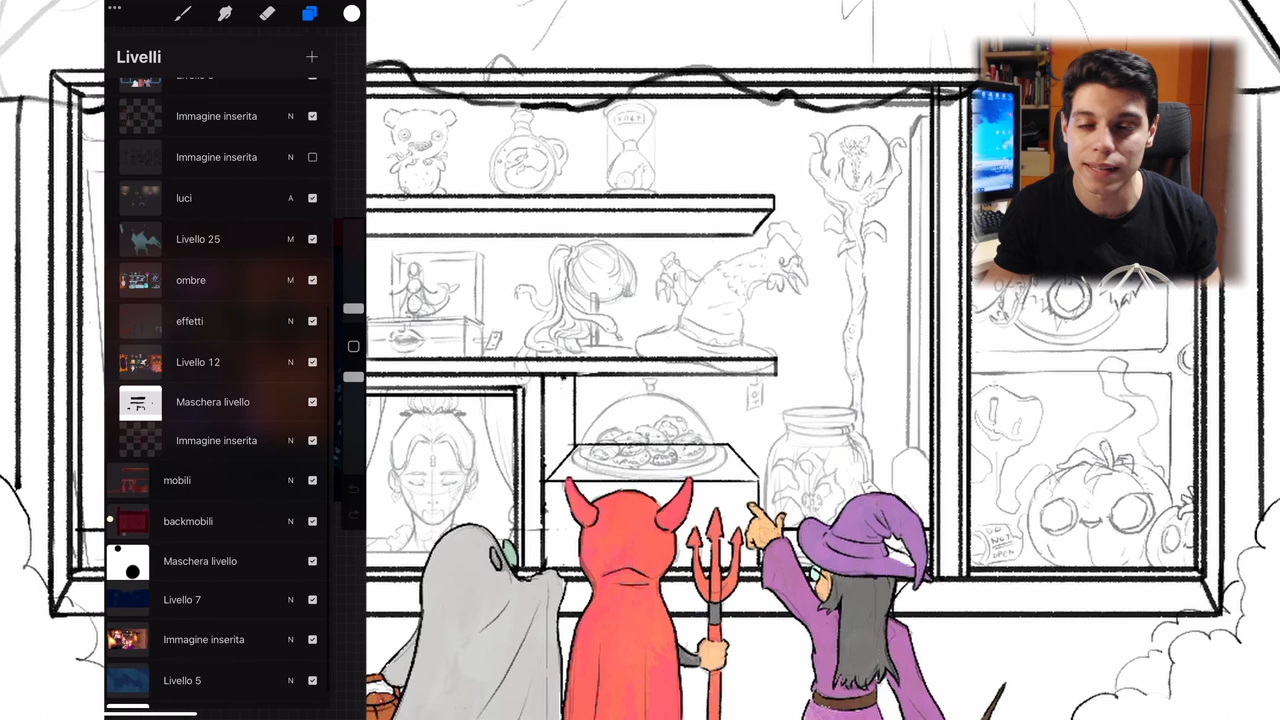 Livelli
Immagine inserita N
Immagine inserita N
luci A
Livello 25 M
ombre M
effetti N
Livello 12 N
Maschera livello
Immagine inserita N
mobili N
backmobili N
Maschera livello
Livello 7 N
Immagine inserita N
Livello 5 N
DO
NOT
OPEN